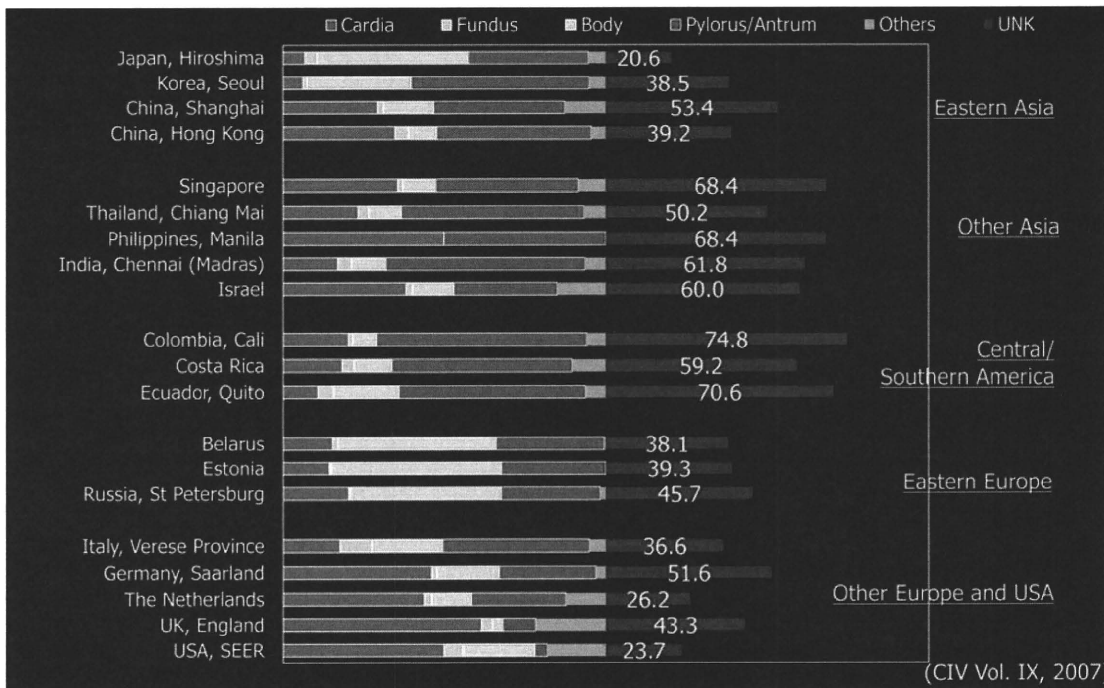 Cardia Fundus Body Pylorus/Antrum Others UNK
Japan, Hiroshima 20.6
Korea, Seoul 38.5
China, Shanghai 53.4
China, Hong Kong 39.2
Eastern Asia
Singapore 68.4
Thailand, Chiang Mai 50.2
Philippines, Manila 68.4
India, Chennai (Madras) 61.8
Israel 60.0
Other Asia
Colombia, Cali 74.8
Costa Rica 59.2
Ecuador, Quito 70.6
Central/
Southern America
Belarus 38.1
Estonia 39.3
Russia, St Petersburg 45.7
Eastern Europe
Italy, Verese Province 36.6
Germany, Saarland 51.6
The Netherlands 26.2
UK, England 43.3
USA, SEER 23.7
Other Europe and USA
(CIV Vol. IX, 2007)